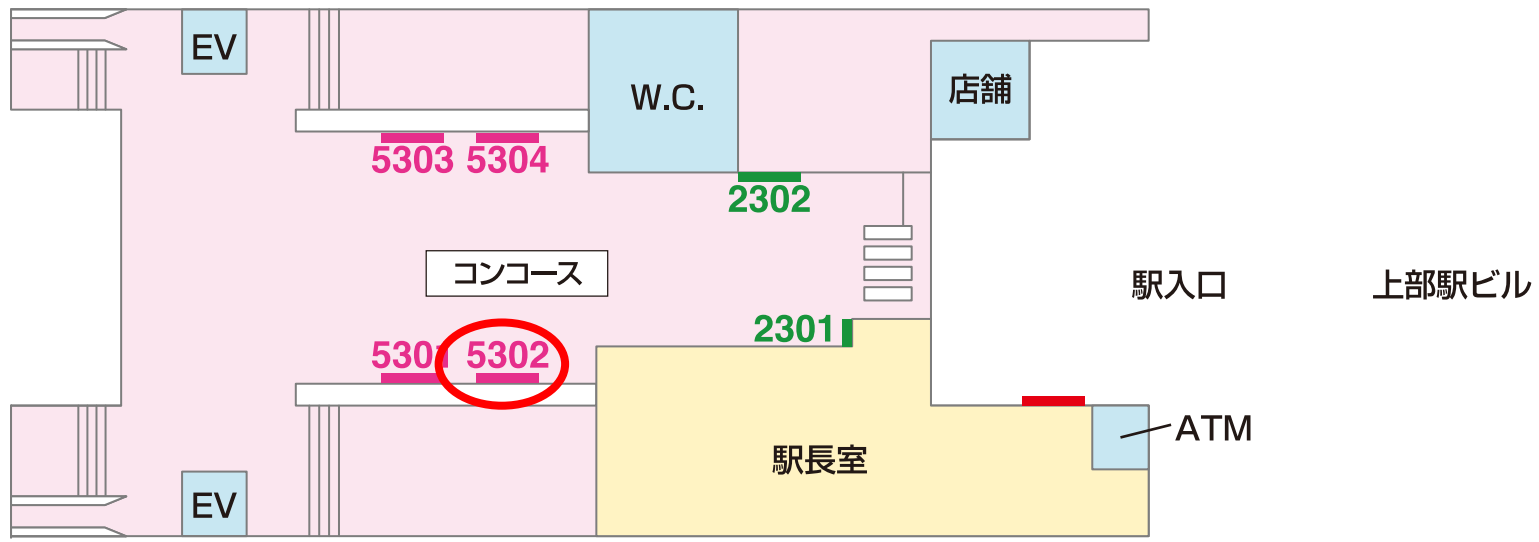 EV
W.C.
店舗
5303 5304
2302
コンコース
駅入口
上部駅ビル
2301
5301 5302
ATM
駅長室
EV